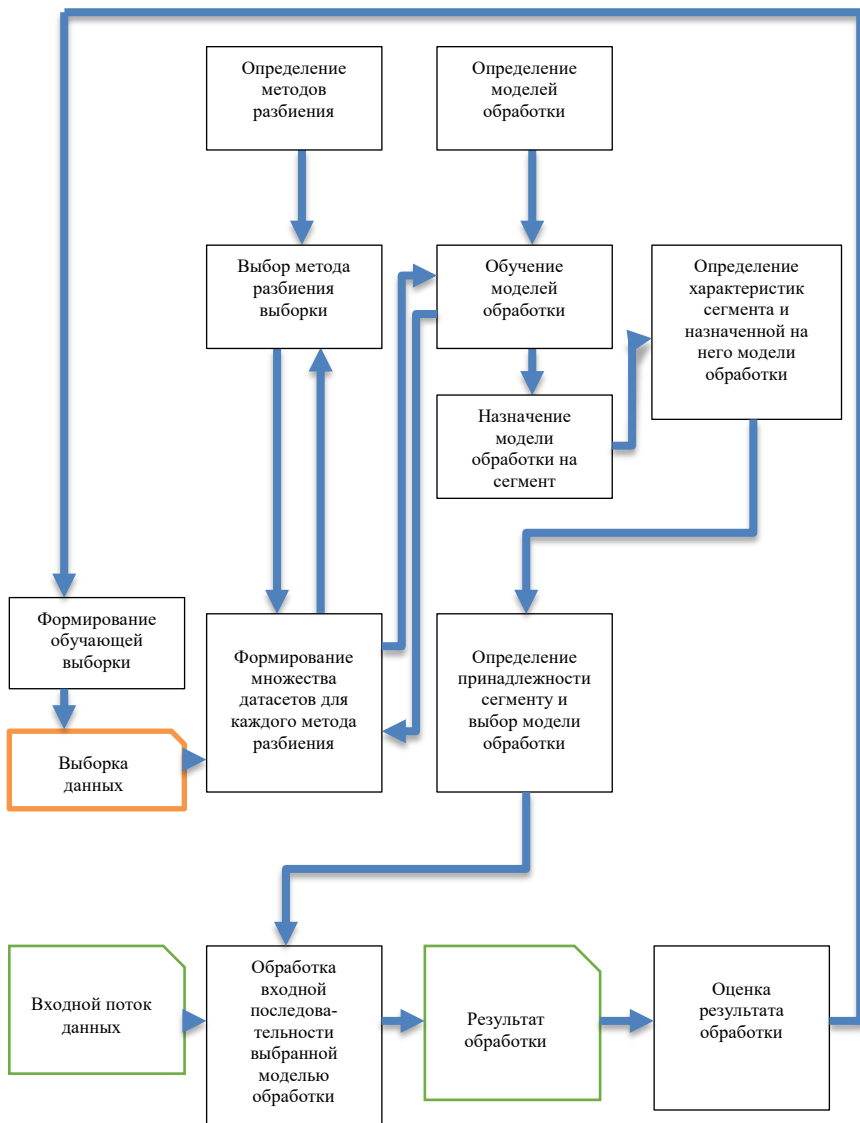 Определение
методов
разбиения
Определение
моделей
обработки
Выбор метода
разбиения
выборки
Обучение
моделей
обработки
Определение
характеристик
сегмента и
назначенной на
него модели
обработки
Назначение
модели
обработки на
сегмент
Формирование
обучающей
выборки
Формирование
множества
датасетов для
каждого метода
разбиения
Определение
принадлежности
сегменту и
выбор модели
обработки
Выборка
данных
Входной поток
данных
Обработка
входной
последова-
тельности
выбранной
моделью
обработки
Результат
обработки
Оценка
результата
обработки